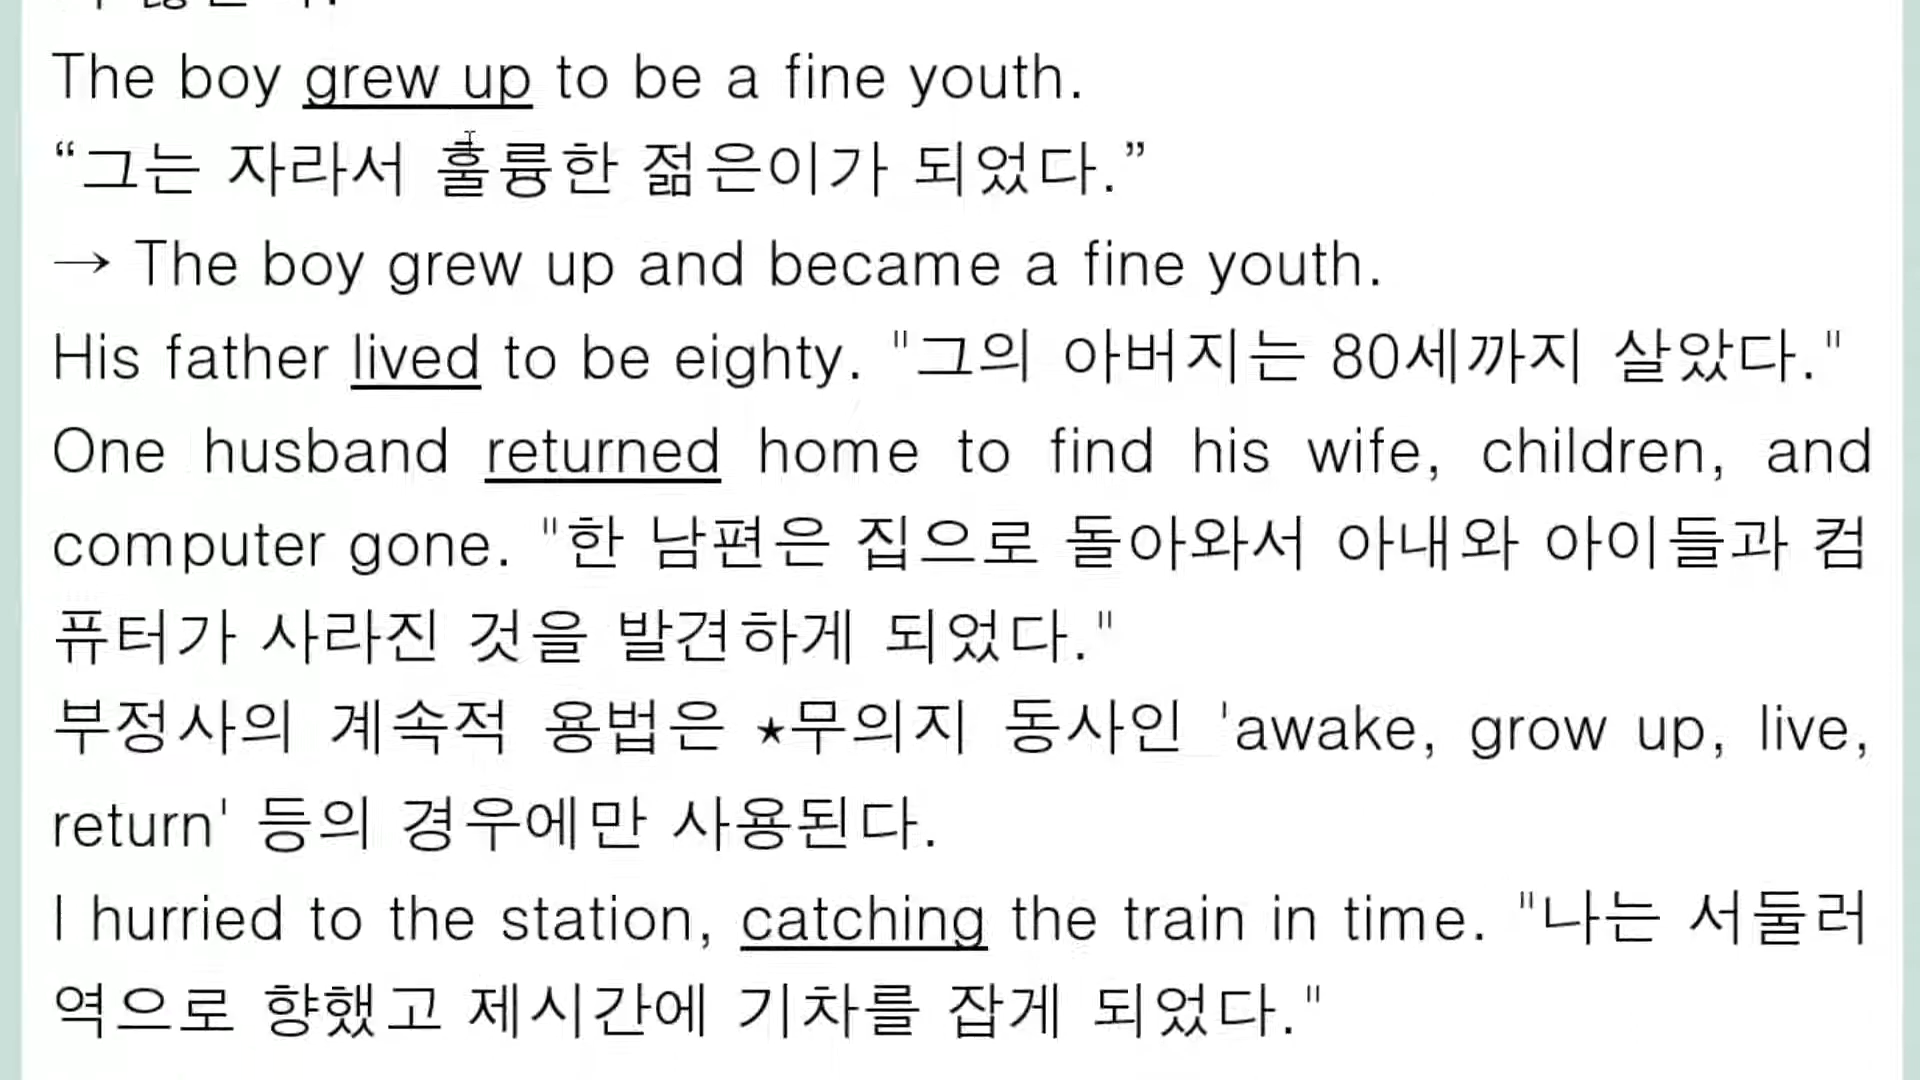 The boy grew up to be a fine youth.
“그는 자라서 훌륭한 젊은이가 되었다.”
→ The boy grew up and became a fine youth.
His father lived to be eighty. "그의 아버지는 80세까지 살았다."
One husband returned home to find his wife, children, and
computer gone. "한 남편은 집으로 돌아와서 아내와 아이들과 컴
퓨터가 사라진 것을 발견하게 되었다."
부정사의 계속적 용법은 ★무의지 동사인 'awake, grow up, live,
return' 등의 경우에만 사용된다.
I hurried to the station, catching the train in time. "나는 서둘러
역으로 향했고 제시간에 기차를 잡게 되었다."